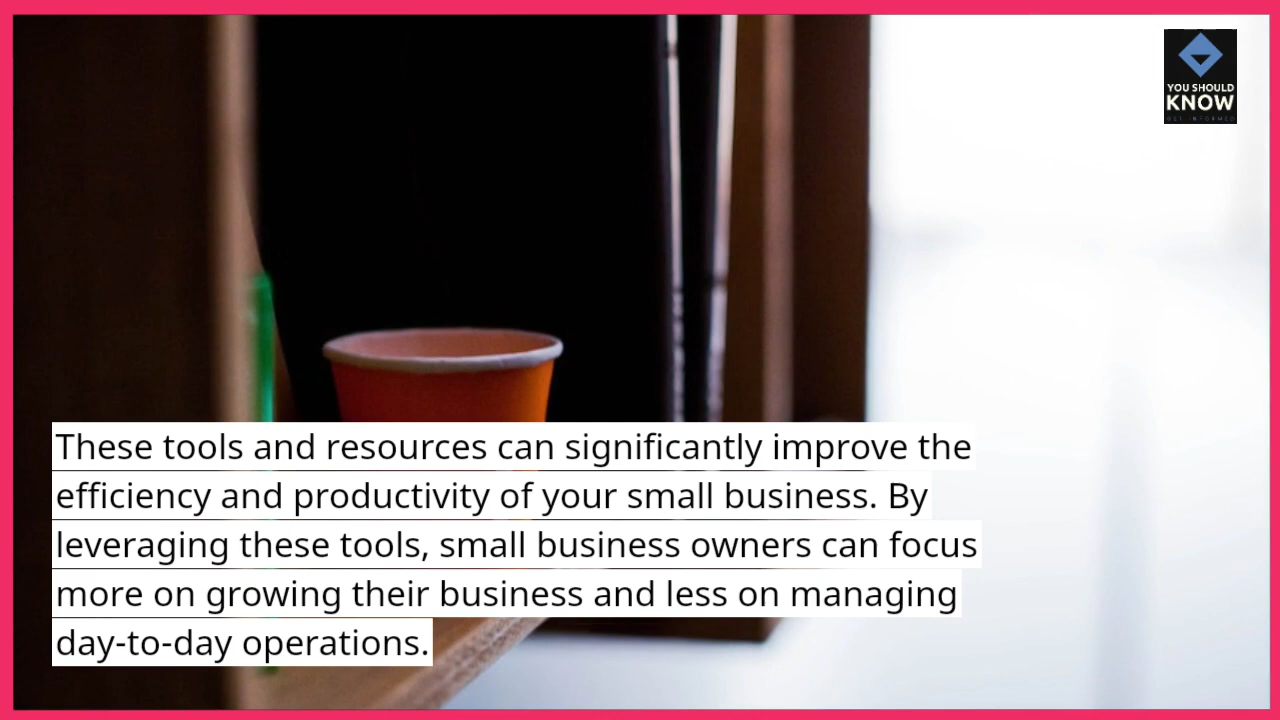 YOU SHOULD
KNOW
GET INFORMED
These tools and resources can significantly improve the
efficiency and productivity of your small business. By
leveraging these tools, small business owners can focus
more on growing their business and less on managing
day-to-day operations.